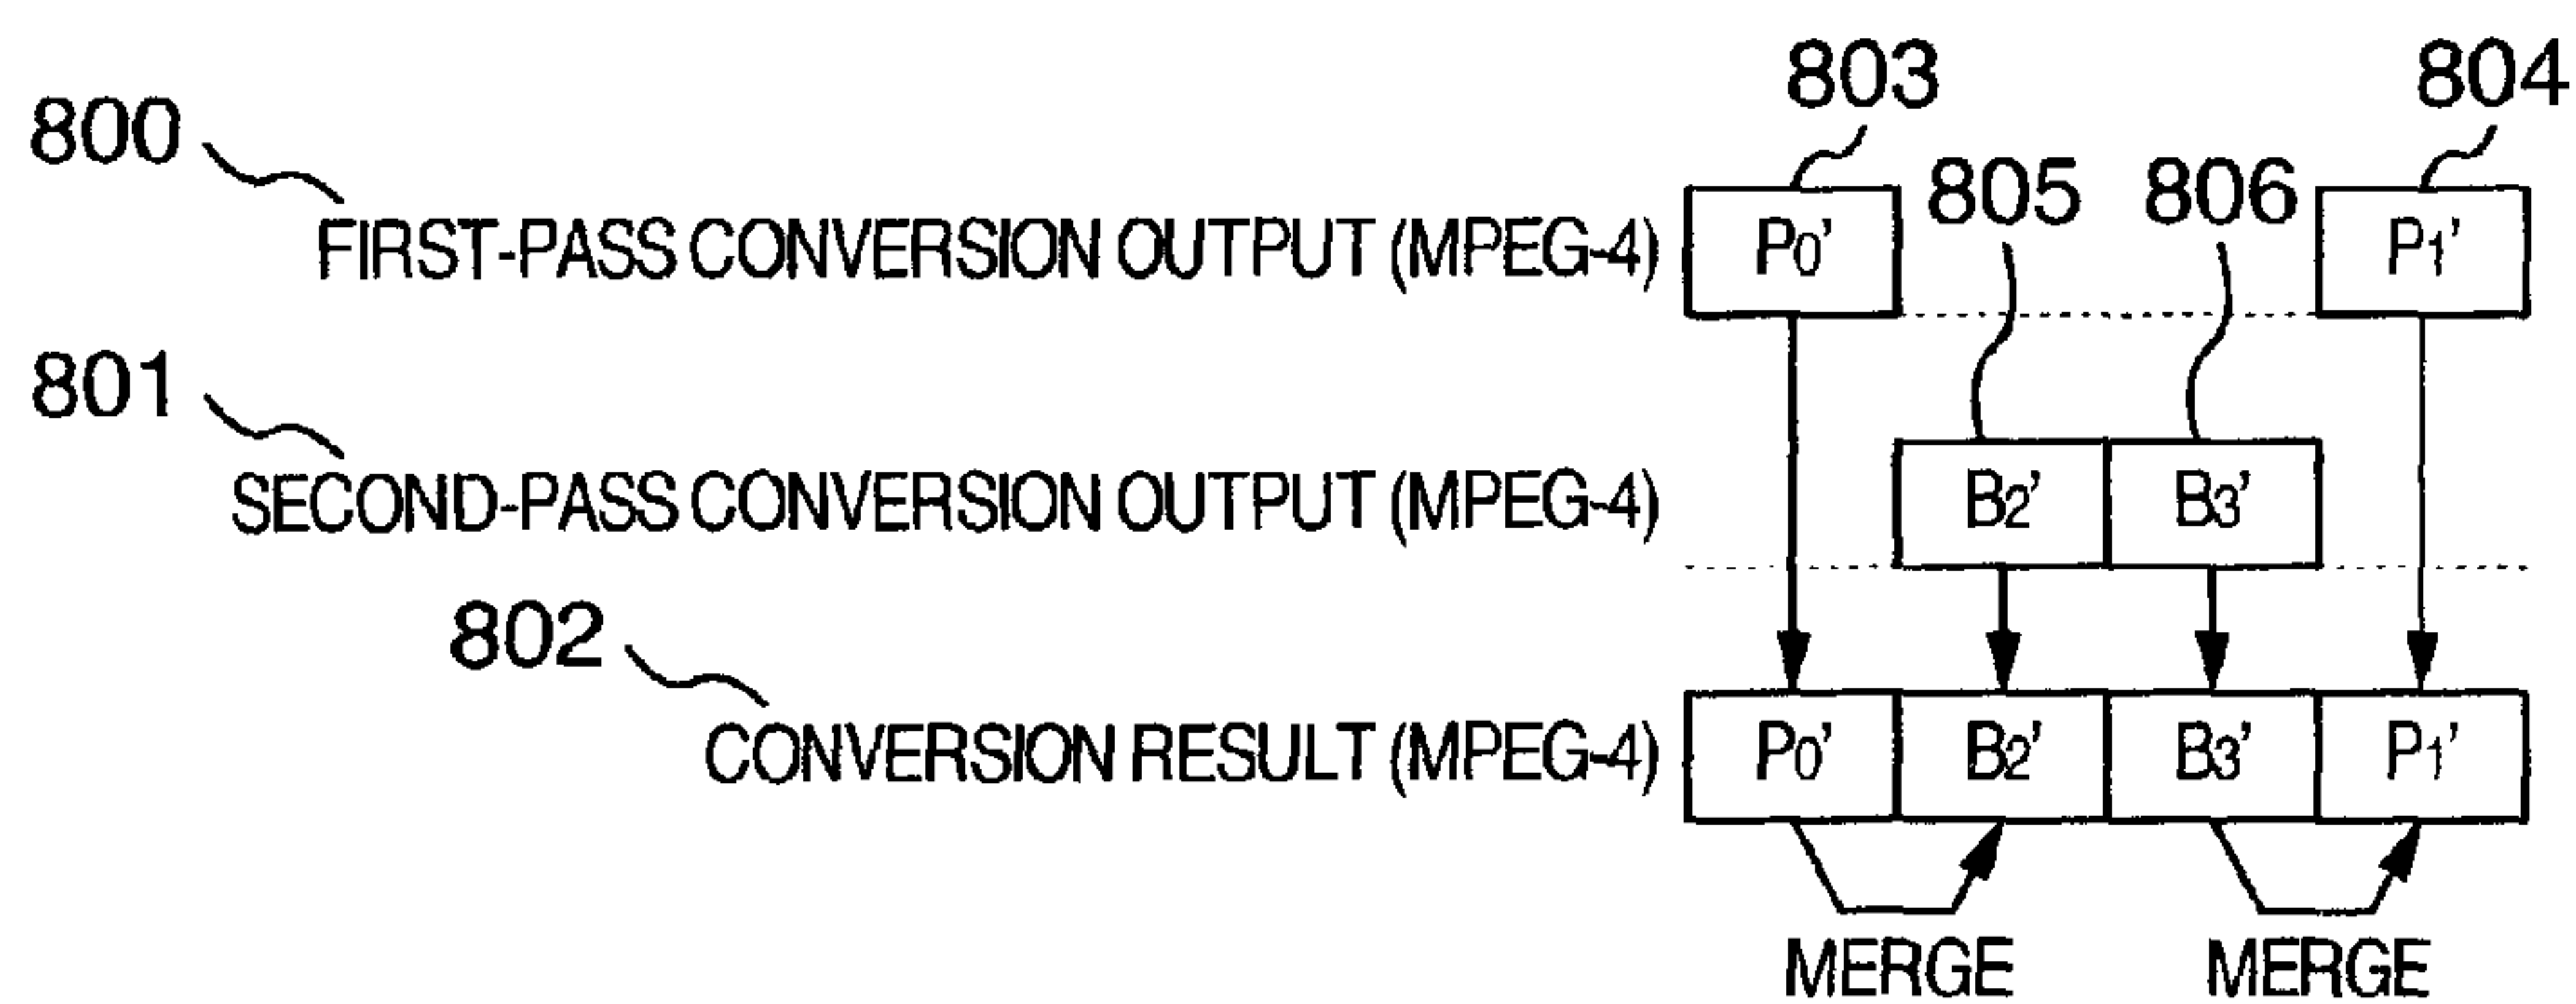 803 804
800 805 806
FIRST-PASS CONVERSION OUTPUT (MPEG-4) P0' P1'
801
SECOND-PASS CONVERSION OUTPUT (MPEG-4) B2' B3'
802
CONVERSION RESULT (MPEG-4) P0' B2' B3' P1'
MERGE MERGE